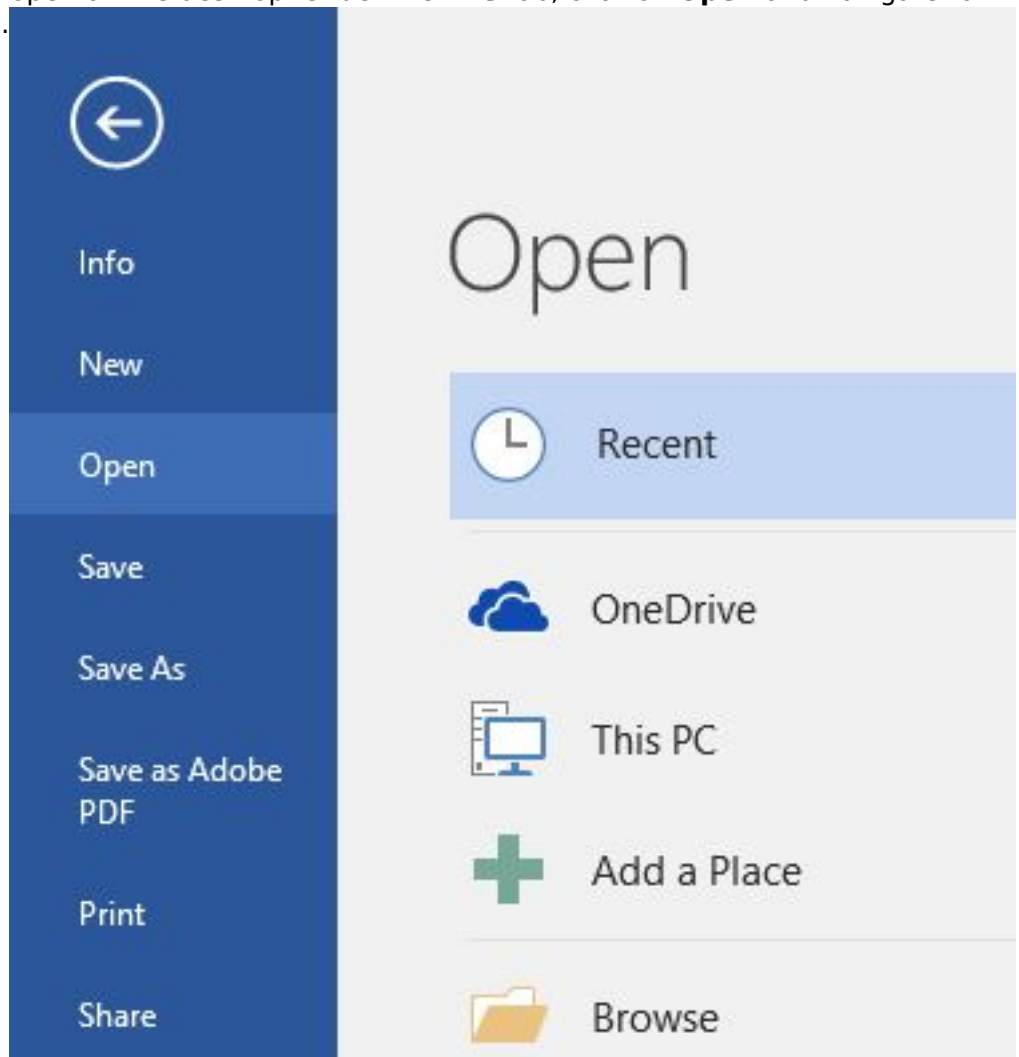 .
Info
New
Open
Save
Save As
Save as Adobe
PDF
Print
Share
Open
Recent
OneDrive
This PC
Add a Place
Browse